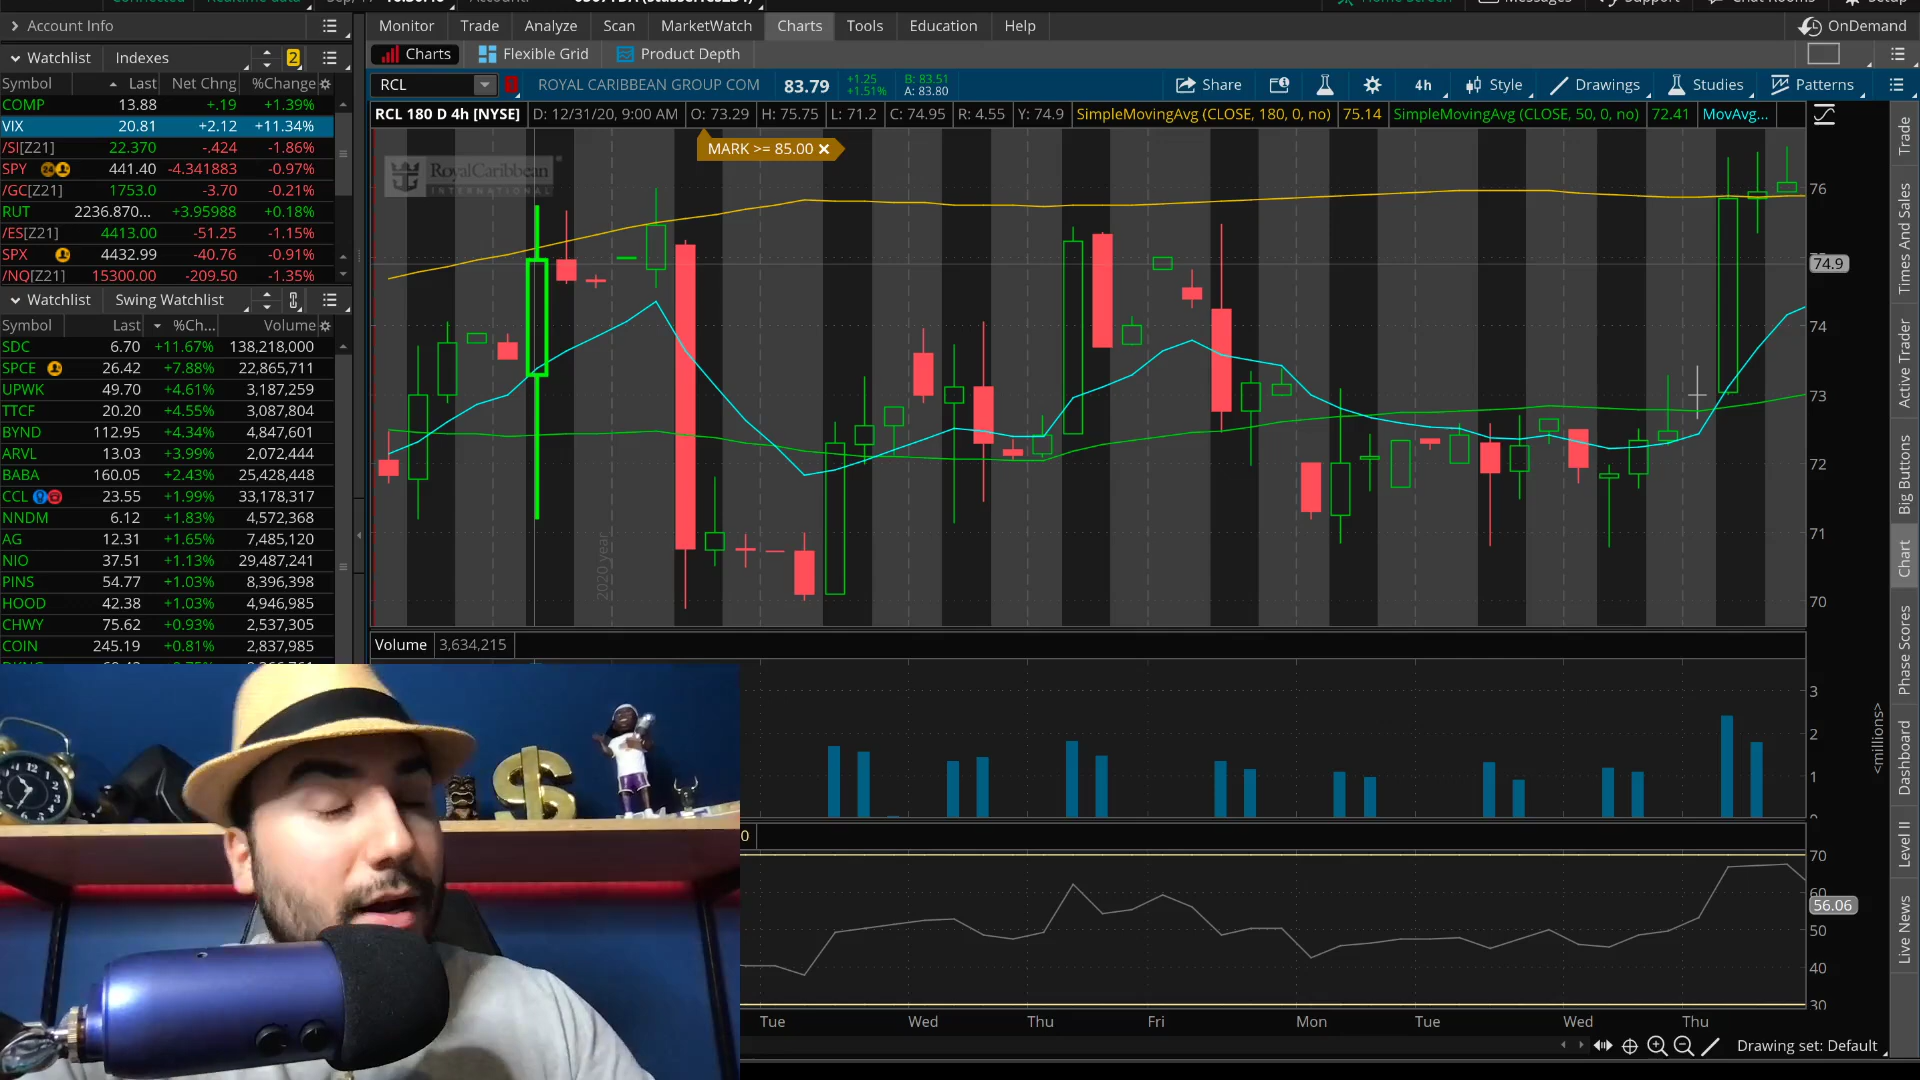 Account Info
Monitor Trade Analyze Scan MarketWatch Charts Tools Education Help OnDemand
Watchlist Indexes 2
Charts Flexible Grid Product Depth
Symbol Last Net Chng %Change
RCL ROYAL CARIBBEAN GROUP COM 83.79 +1.25 +1.51% B: 83.51 A: 83.80 Share 4h Style Drawings Studies Patterns
RCL 180 D 4h [NYSE] D: 12/31/20, 9:00 AM O: 73.29 H: 75.75 L: 71.2 C: 74.95 R: 4.55 Y: 74.9 SimpleMovingAvg (CLOSE, 180, 0, no) 75.14 SimpleMovingAvg (CLOSE, 50, 0, no) 72.41 MovAvg...
MARK >= 85.00
RoyalCaribbean
INTERNATIONAL
COMP 13.88 +.19 +1.39%
VIX 20.81 +2.12 +11.34%
/SI[Z21] 22.370 -.424 -1.86%
SPY 441.40 -4.341883 -0.97%
/GC[Z21] 1753.0 -3.70 -0.21%
RUT 2236.870... +3.95988 +0.18%
/ES[Z21] 4413.00 -51.25 -1.15%
SPX 4432.99 -40.76 -0.91%
/NQ[Z21] 15300.00 -209.50 -1.35%
Watchlist Swing Watchlist
Symbol Last %Ch... Volume
SDC 6.70 +11.67% 138,218,000
SPCE 26.42 +7.88% 22,865,711
UPWK 49.70 +4.61% 3,187,259
TTCF 20.20 +4.55% 3,087,804
BYND 112.95 +4.34% 4,847,601
ARVL 13.03 +3.99% 2,072,444
BABA 160.05 +2.43% 25,428,448
CCL 23.55 +1.99% 33,178,317
NNDM 6.12 +1.83% 4,572,368
AG 12.31 +1.65% 7,485,120
NIO 37.51 +1.13% 29,487,241
PINS 54.77 +1.03% 8,396,398
HOOD 42.38 +1.03% 4,946,985
CHWY 75.62 +0.93% 2,537,305
COIN 245.19 +0.81% 2,837,985
2020 year
76
74.9
74
73
72
71
70
Volume 3,634,215
3
2
1
<millions>
0
70
60
56.06
50
40
30
Tue Wed Thu Fri Mon Tue Wed Thu
Drawing set: Default
Trade
Times And Sales
Active Trader
Big Buttons
Chart
Phase Scores
Dashboard
Level II
Live News